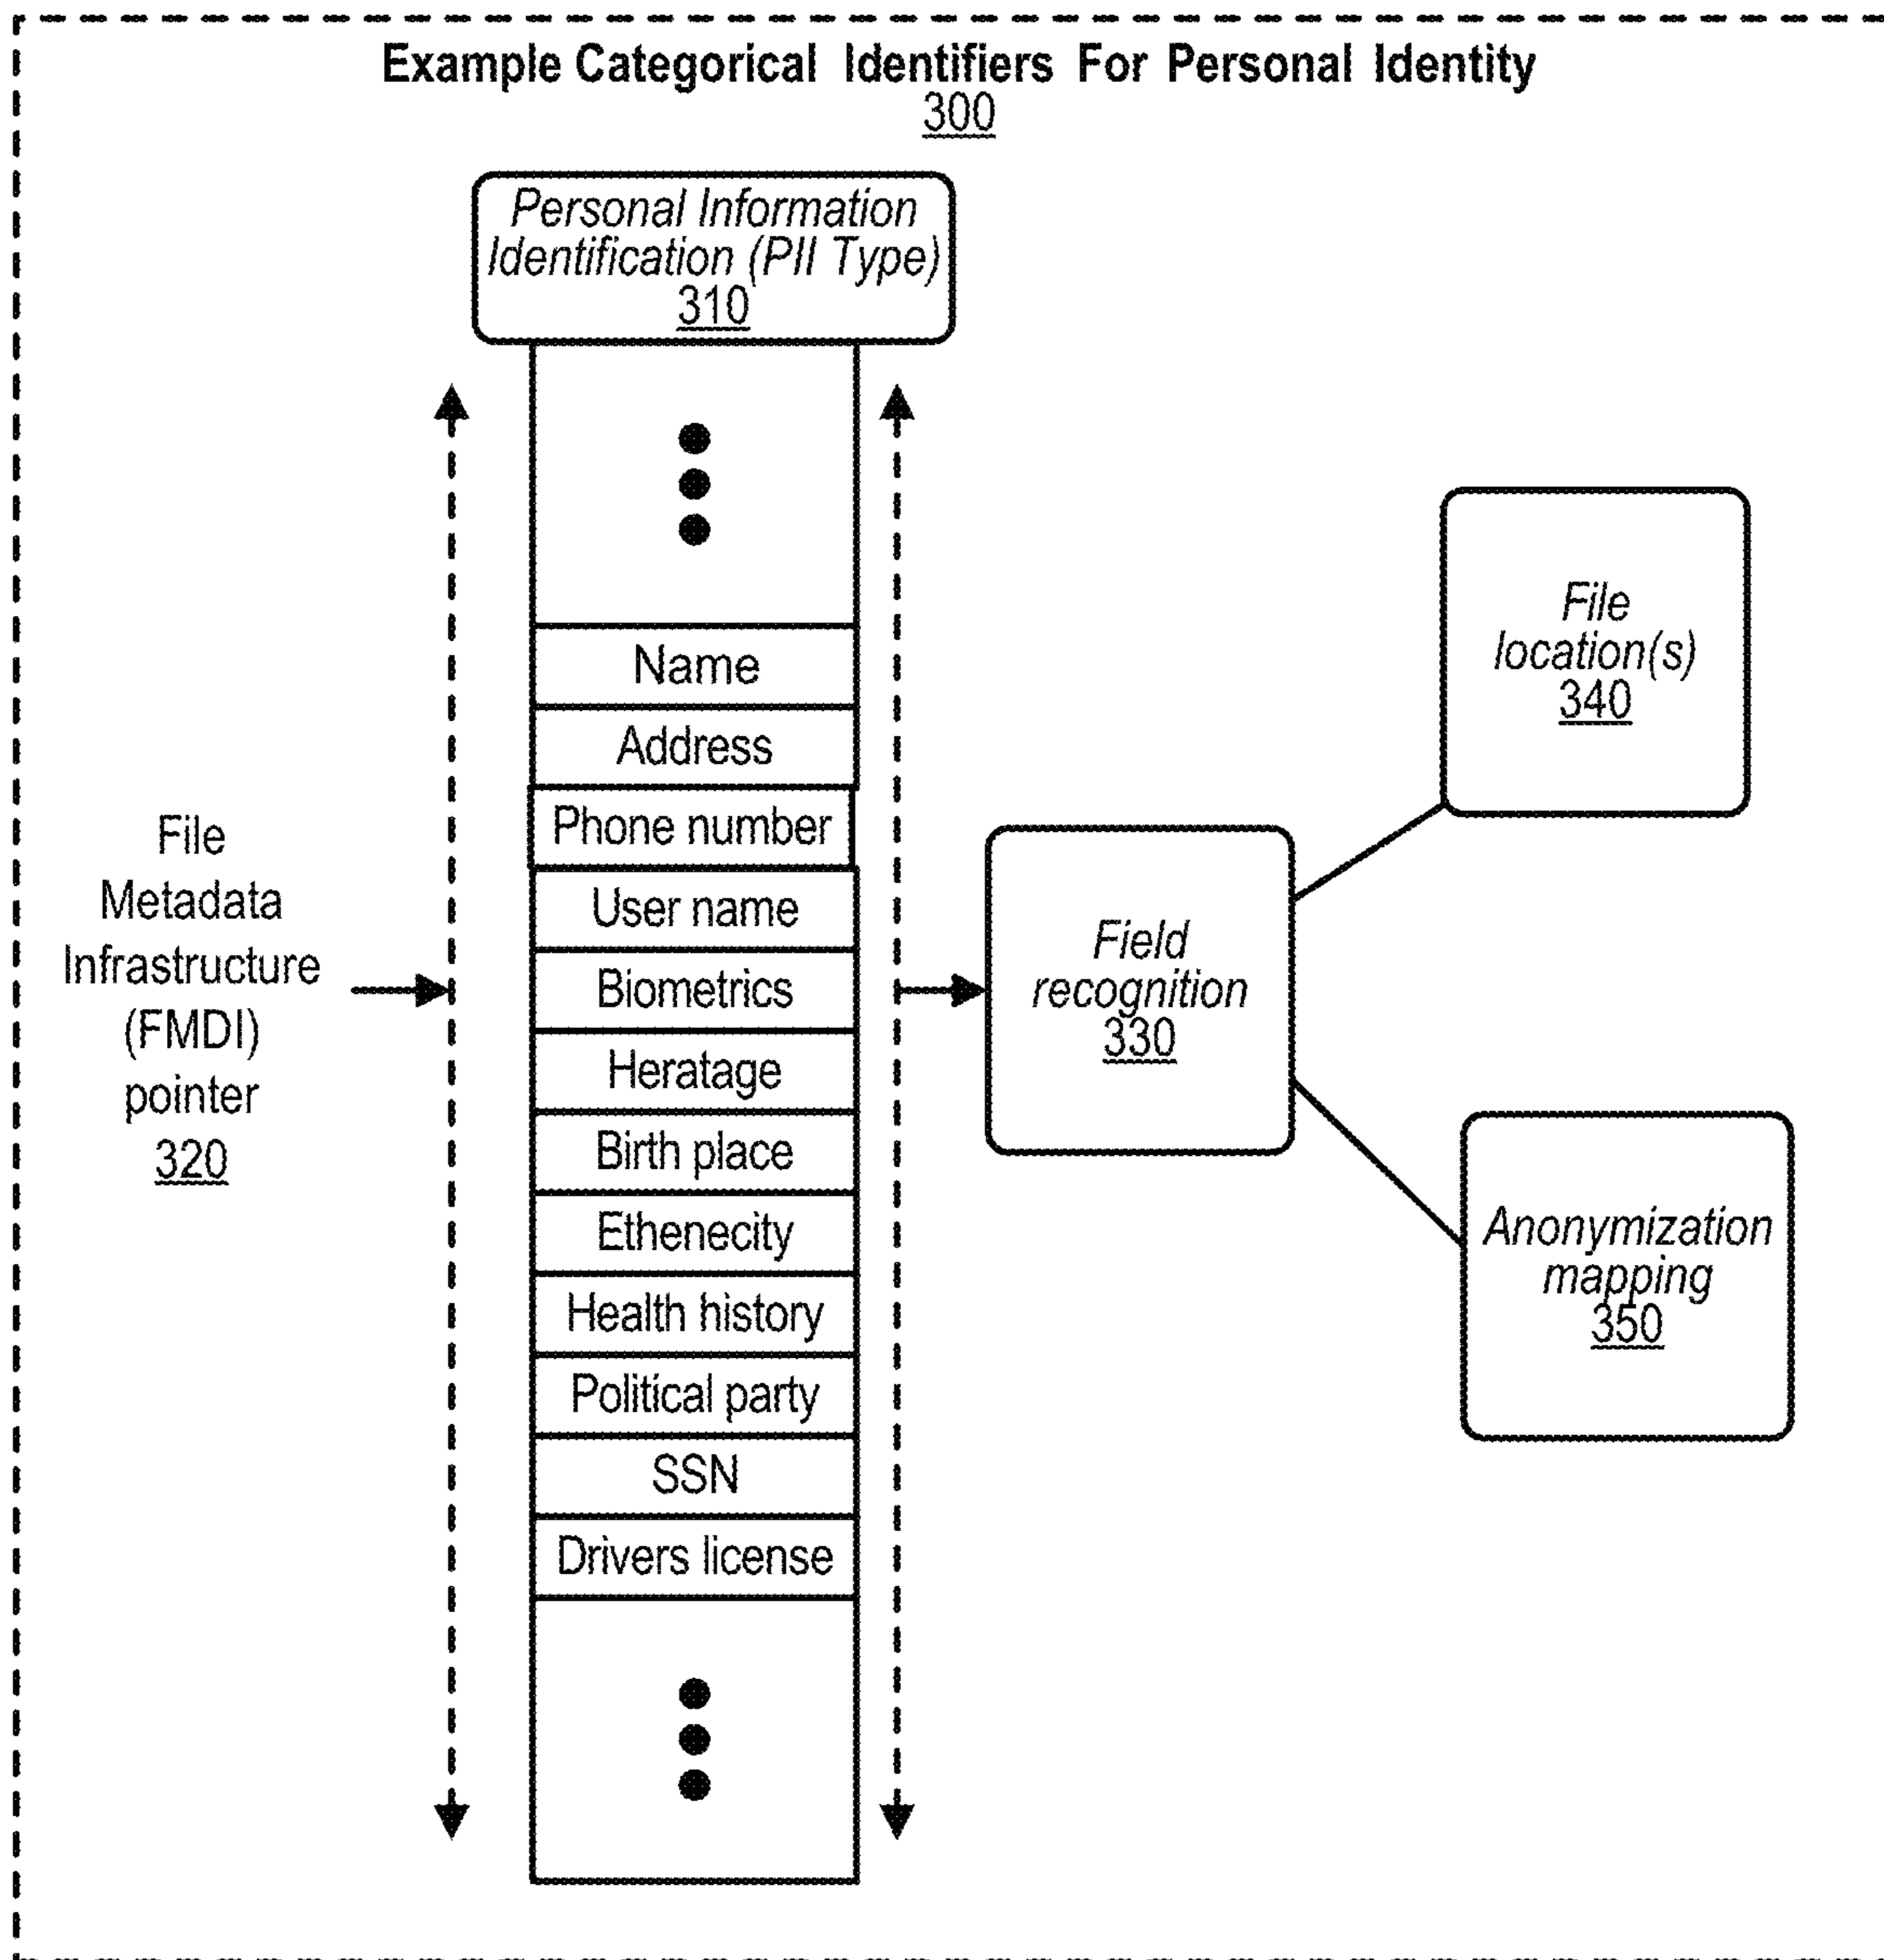 Example Categorical Identifiers For Personal Identity
300
Personal Information
Identification (PII Type)
310
Name
Address
Phone number
User name
Biometrics
Heratage
Birth place
Ethenecity
Health history
Political party
SSN
Drivers license
File
Metadata
Infrastructure
(FMDI)
pointer
320
Field
recognition
330
File
location(s)
340
Anonymization
mapping
350